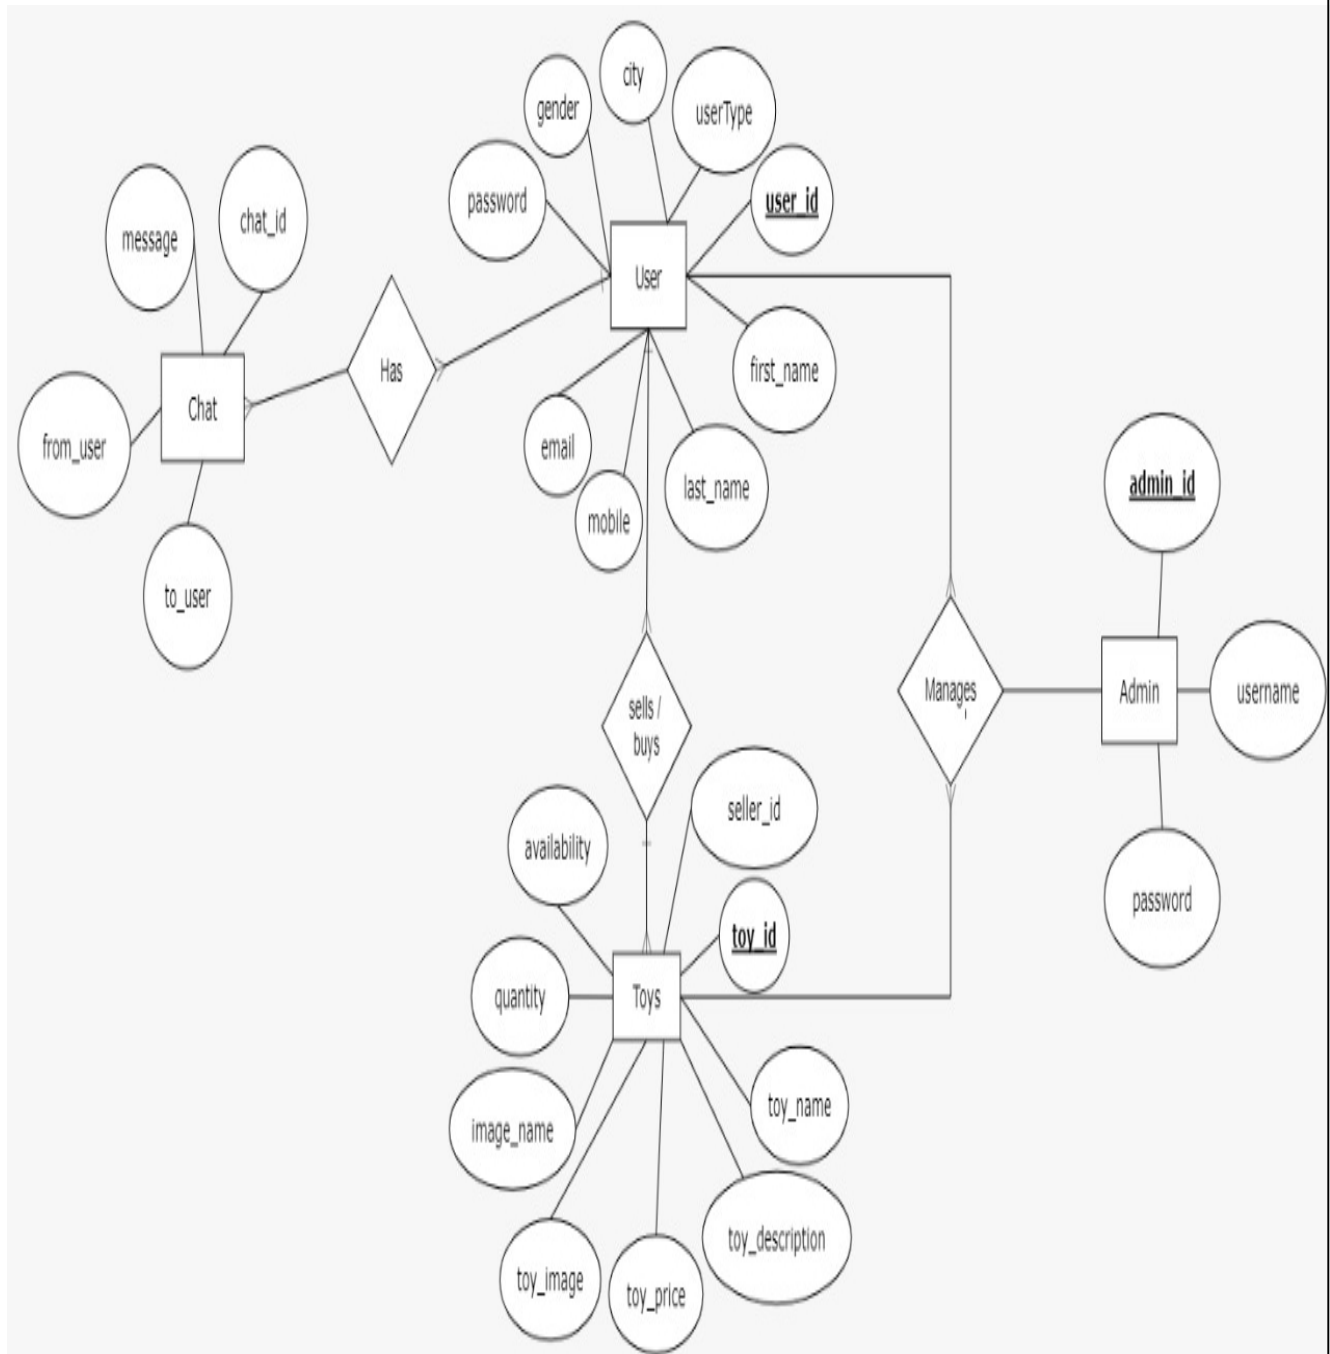 city
gender
userType
password
user_id
message
chat_id
User
Has
first_name
Chat
from_user
email
last_name
mobile
admin_id
to_user
Manages
Admin
username
sells /
buys
seller_id
availability
password
toy_id
quantity
Toys
toy_name
image_name
toy_description
toy_image
toy_price